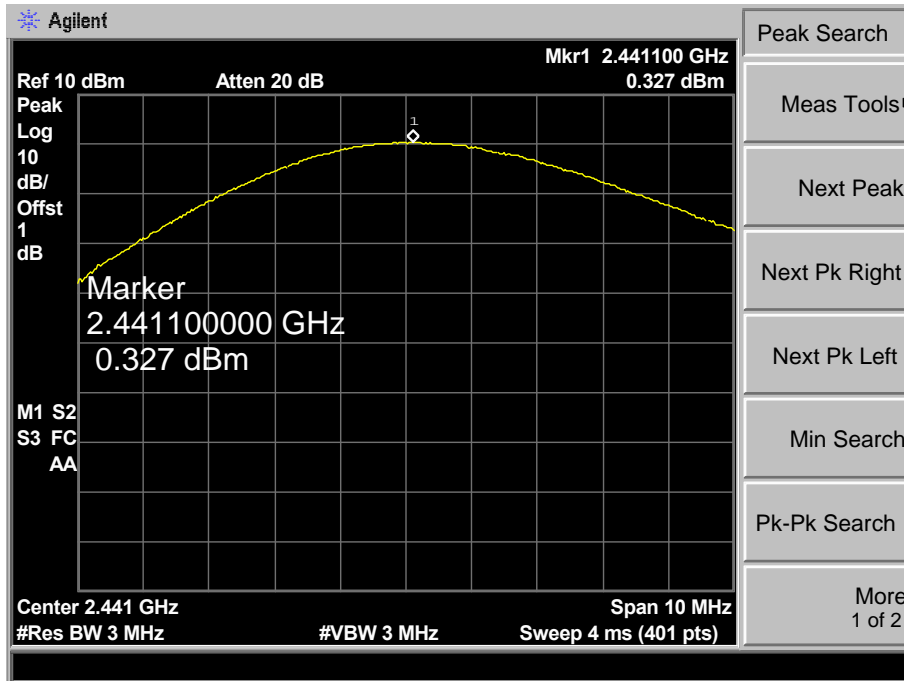 Agilent
Mkr1 2.441100 GHz
Ref 10 dBm Atten 20 dB 0.327 dBm
Peak
Log
10
dB/
Offst
1
dB
1
Marker
2.441100000 GHz
0.327 dBm
M1 S2
S3 FC
AA
Center 2.441 GHz Span 10 MHz
#Res BW 3 MHz #VBW 3 MHz Sweep 4 ms (401 pts)
Peak Search
Meas Tools
Next Peak
Next Pk Right
Next Pk Left
Min Search
Pk-Pk Search
More
1 of 2